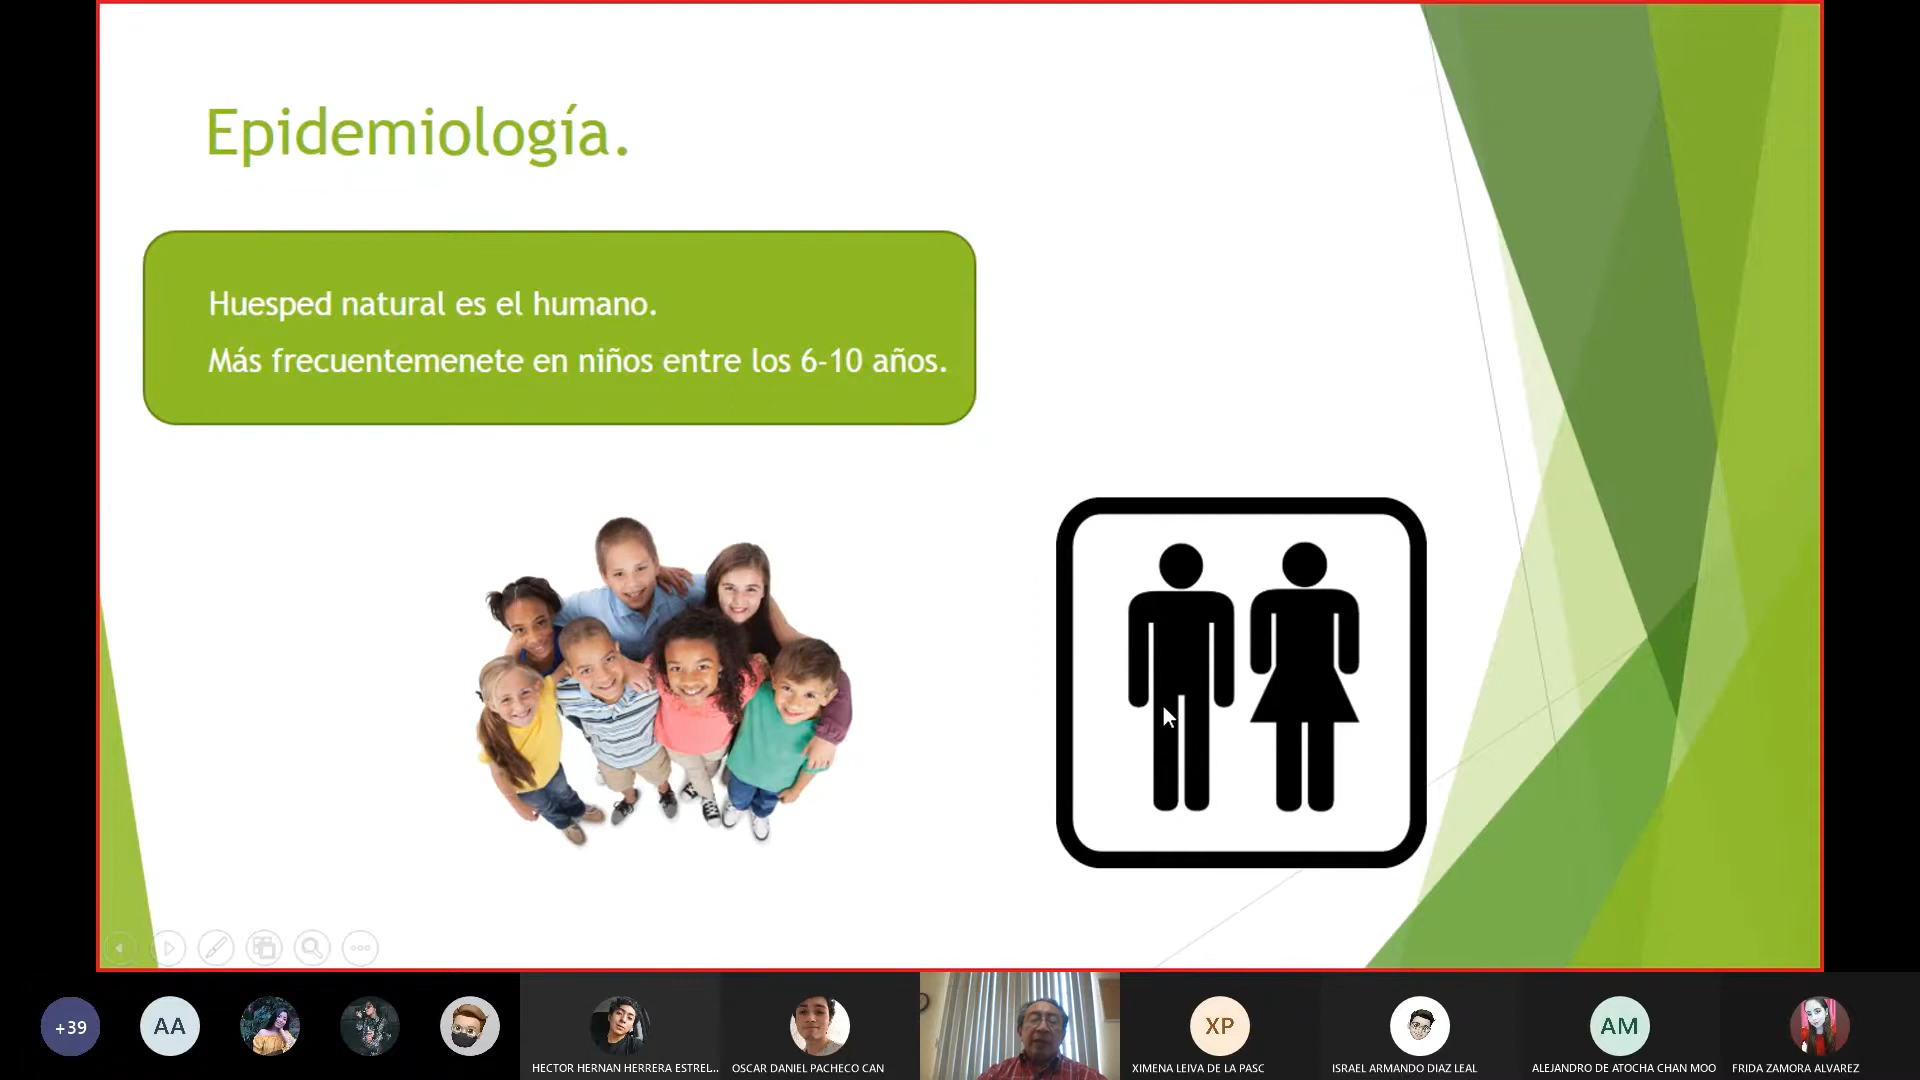 Epidemiología.
Huesped natural es el humano.
Más frecuentemenete en niños entre los 6-10 años.
+39
AA
XP
AM
HECTOR HERNAN HERRERA ESTREL...
OSCAR DANIEL PACHECO CAN
XIMENA LEIVA DE LA PASC
ISRAEL ARMANDO DIAZ LEAL
ALEJANDRO DE ATOCHA CHAN MOO
FRIDA ZAMORA ALVAREZ